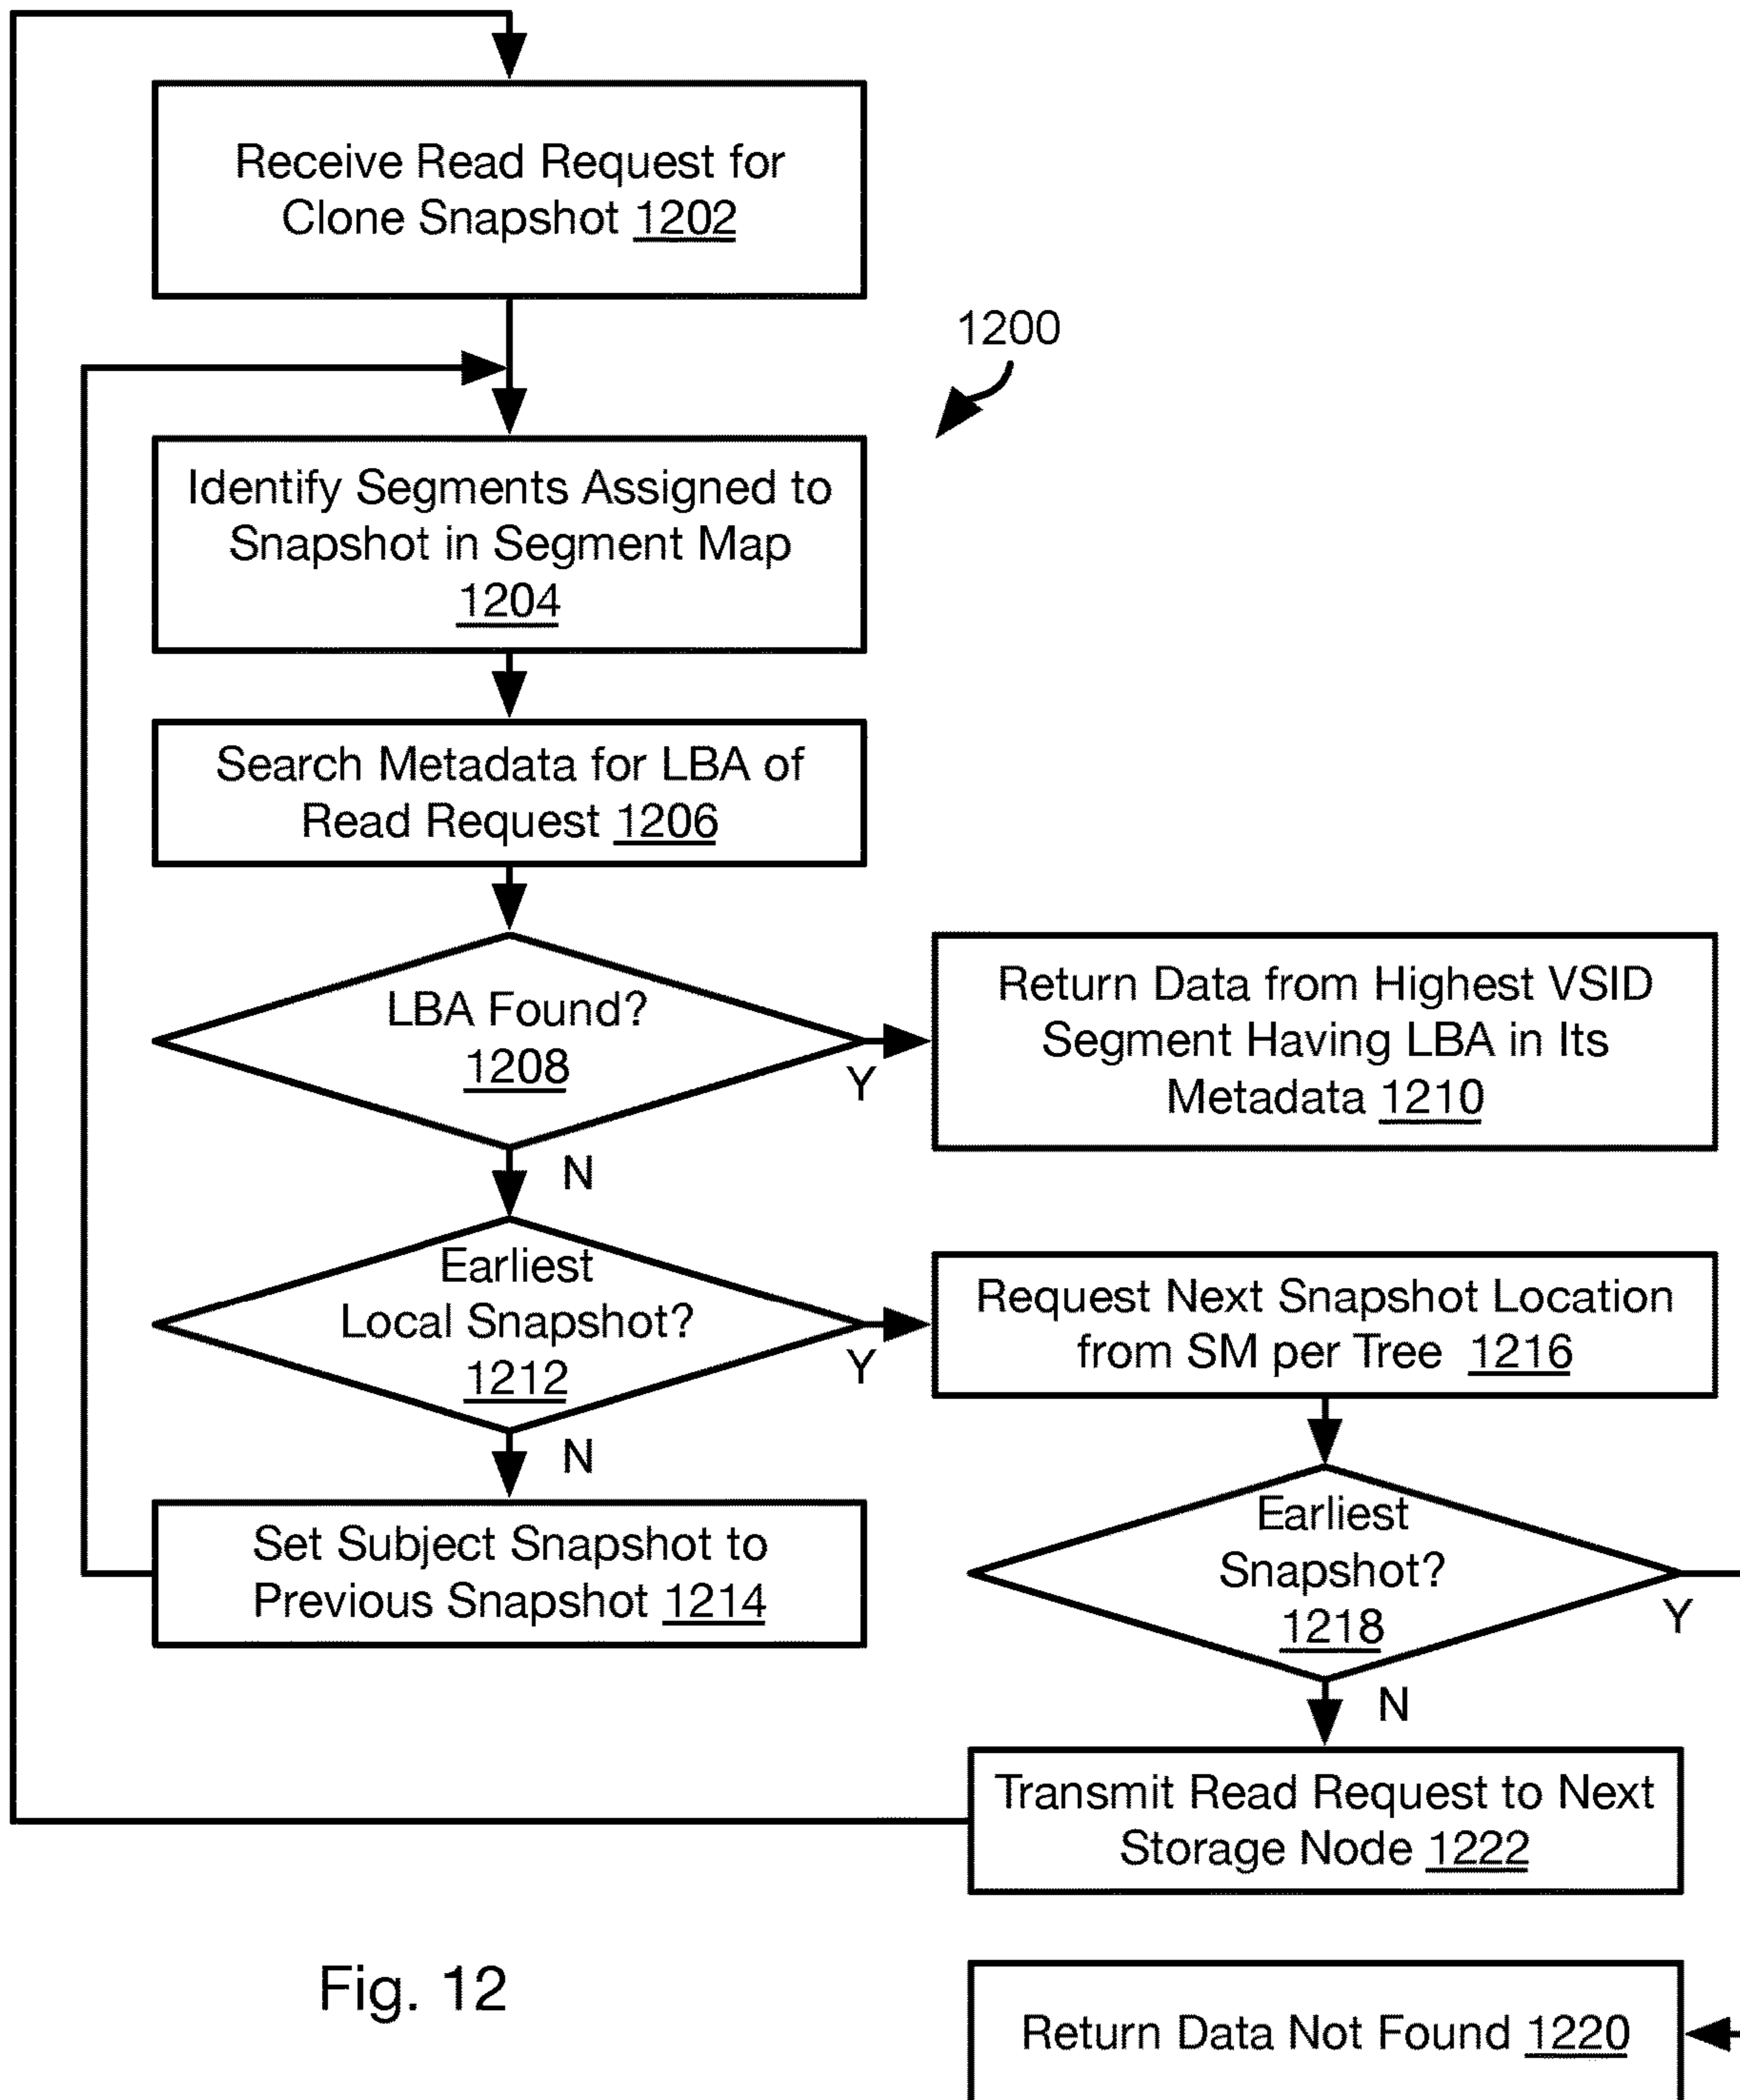 Receive Read Request for
Clone Snapshot 1202
1200
Identify Segments Assigned to
Snapshot in Segment Map
1204
Search Metadata for LBA of
Read Request 1206
LBA Found?
1208
Y
N
Return Data from Highest VSID
Segment Having LBA in Its
Metadata 1210
Earliest
Local Snapshot?
1212
Y
N
Request Next Snapshot Location
from SM per Tree 1216
Set Subject Snapshot to
Previous Snapshot 1214
Earliest
Snapshot?
1218
Y
N
Transmit Read Request to Next
Storage Node 1222
Return Data Not Found 1220
Fig. 12